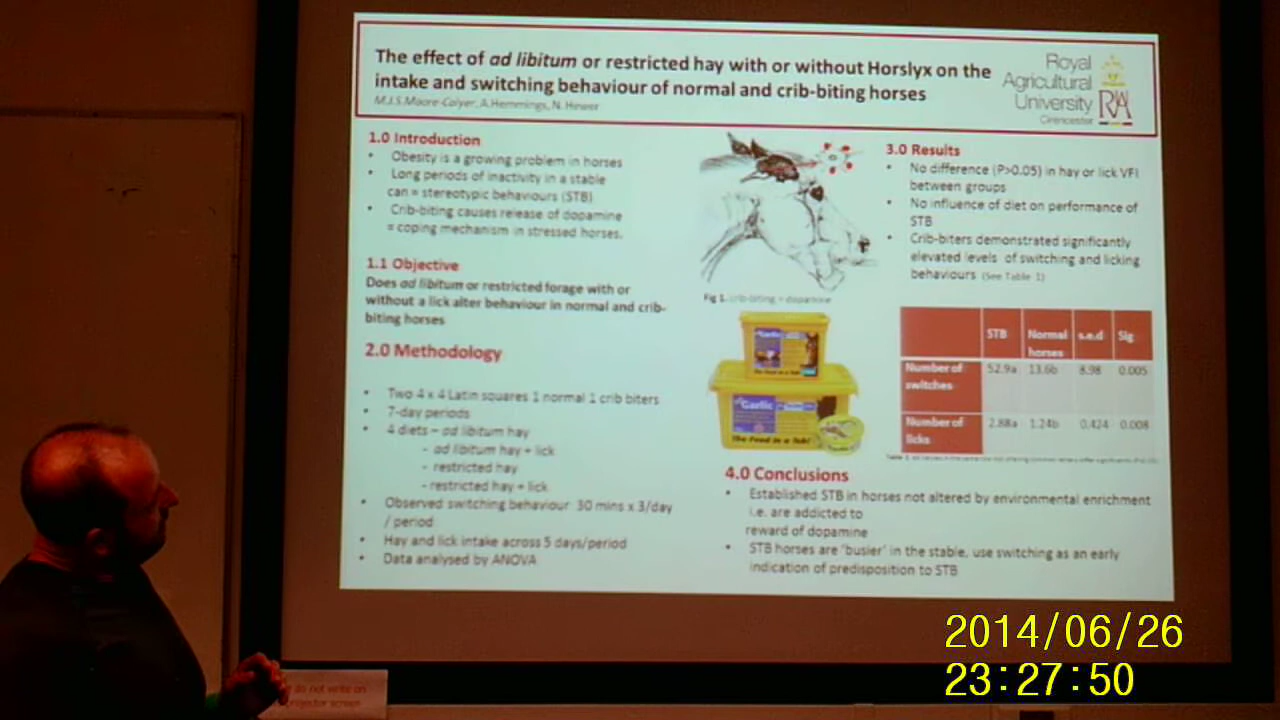 The effect of ad libitum or restricted hay with or without Horslyx on the
intake and switching behaviour of normal and crib-biting horses
M.J.S.Moore-Colyer, A.Hemmings, N. Hewer
Royal
Agricultural
University
Cirencester
1.0 Introduction
• Obesity is a growing problem in horses
• Long periods of inactivity in a stable
can = stereotypic behaviours (STB)
• Crib-biting causes release of dopamine
= coping mechanism in stressed horses.
1.1 Objective
Does ad libitum or restricted forage with or
without a lick alter behaviour in normal and crib-
biting horses
2.0 Methodology
• Two 4 x 4 Latin squares 1 normal 1 crib biters
• 7-day periods
• 4 diets – ad libitum hay
- ad libitum hay + lick
- restricted hay
- restricted hay + lick
• Observed switching behaviour 30 mins x 3/day
/ period
• Hay and lick intake across 5 days/period
• Data analysed by ANOVA
Fig 1. crib-biting = dopamine
Garlic
Garlic
The Feed in a Tub!
3.0 Results
• No difference (P>0.05) in hay or lick VFI
between groups
• No influence of diet on performance of
STB
• Crib-biters demonstrated significantly
elevated levels of switching and licking
behaviours (See Table 1)
STB Normal horses s.e.d Sig
Number of switches 52.9a 13.6b 8.98 0.005
Number of licks 2.88a 1.24b 0.424 0.008
4.0 Conclusions
• Established STB in horses not altered by environmental enrichment
i.e. are addicted to
reward of dopamine
• STB horses are 'busier' in the stable, use switching as an early
indication of predisposition to STB
do not write on
projector screen
2014/06/26
23:27:50